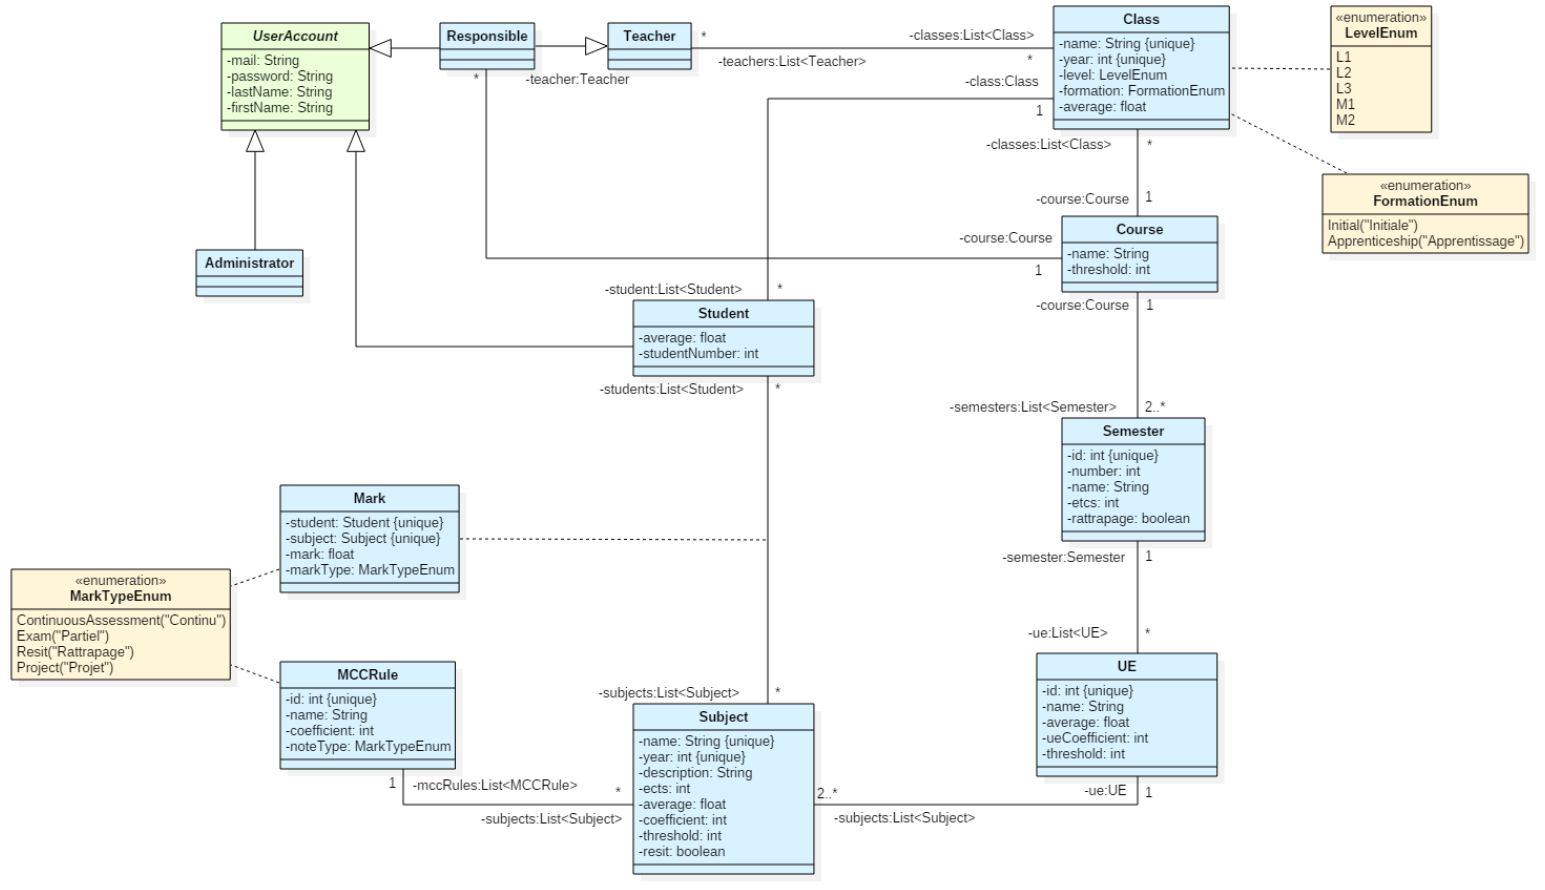 UserAccount
-mail: String
-password: String
-lastName: String
-firstName: String
Responsible
*
-teacher:Teacher
Teacher
*
-teachers:List<Teacher>
-classes:List<Class>
*
-class:Class
1
Class
-name: String {unique}
-year: int {unique}
-level: LevelEnum
-formation: FormationEnum
-average: float
«enumeration»
LevelEnum
L1
L2
L3
M1
M2
«enumeration»
FormationEnum
Initial("Initiale")
Apprenticeship("Apprentissage")
-classes:List<Class>
*
-course:Course
1
-course:Course
1
Course
-name: String
-threshold: int
-course:Course
1
Administrator
-student:List<Student>
*
Student
-average: float
-studentNumber: int
-students:List<Student>
*
-semesters:List<Semester>
2..*
Semester
-id: int {unique}
-number: int
-name: String
-etcs: int
-rattrapage: boolean
-semester:Semester
1
Mark
-student: Student {unique}
-subject: Subject {unique}
-mark: float
-markType: MarkTypeEnum
«enumeration»
MarkTypeEnum
ContinuousAssessment("Continu")
Exam("Partiel")
Resit("Rattrapage")
Project("Projet")
-ue:List<UE>
*
UE
-id: int {unique}
-name: String
-average: float
-ueCoefficient: int
-threshold: int
-ue:UE
1
MCCRule
-id: int {unique}
-name: String
-coefficient: int
-noteType: MarkTypeEnum
1
-mccRules:List<MCCRule>
*
-subjects:List<Subject>
-subjects:List<Subject>
*
Subject
-name: String {unique}
-year: int {unique}
-description: String
-ects: int
-average: float
-coefficient: int
-threshold: int
-resit: boolean
2..*
-subjects:List<Subject>